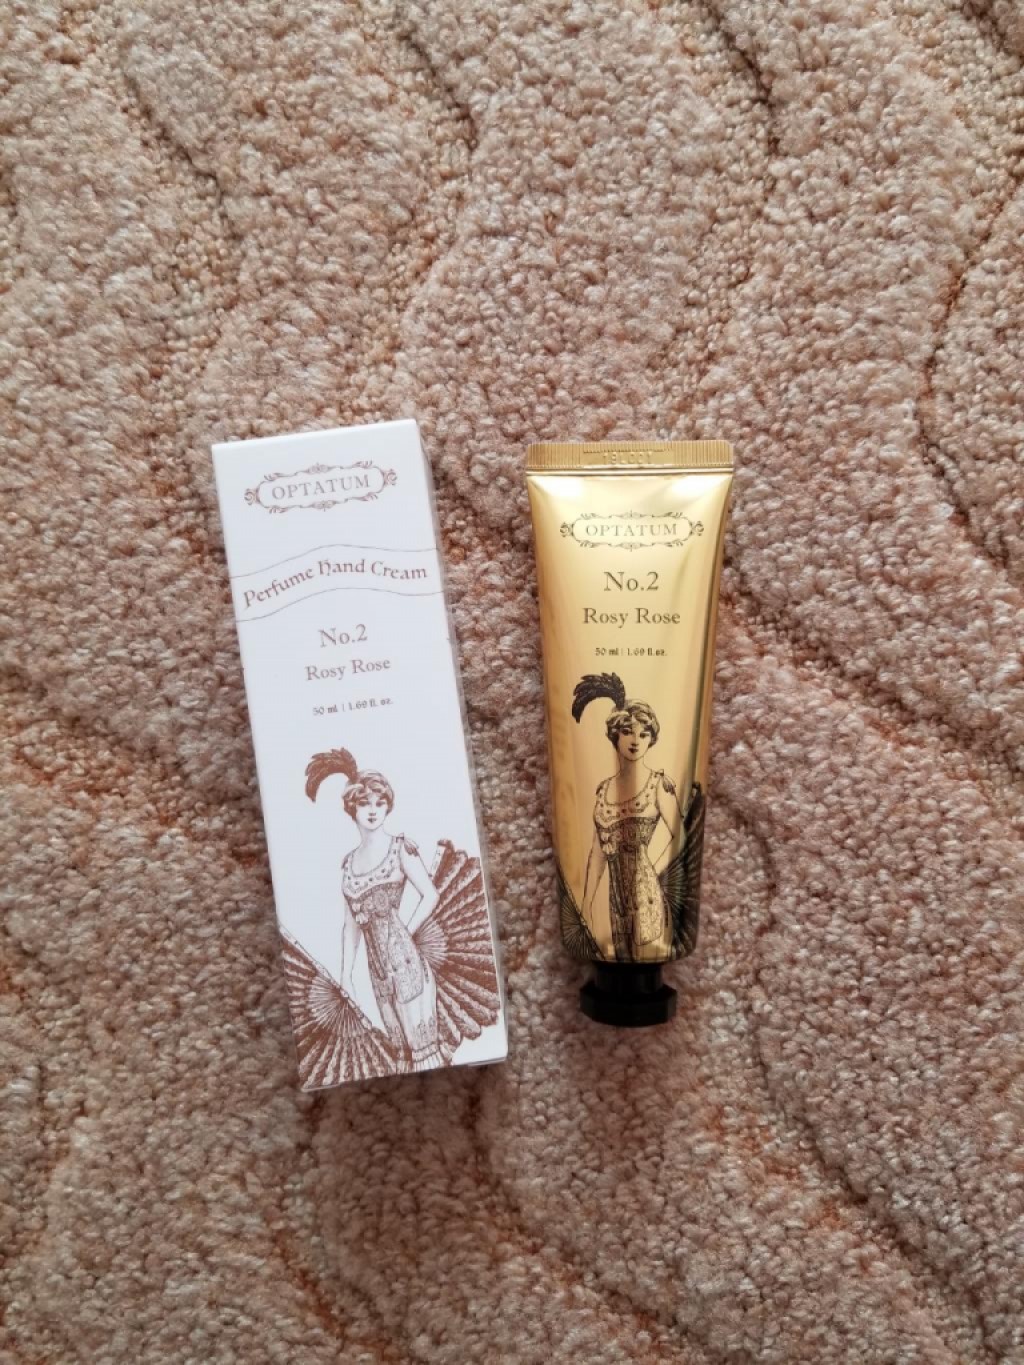 OPTATUM
Perfume Hand Cream
No.2
Rosy Rose
50 ml | 1.69 fl. oz.
OPTATUM
No.2
Rosy Rose
50 ml | 1.69 fl. oz.